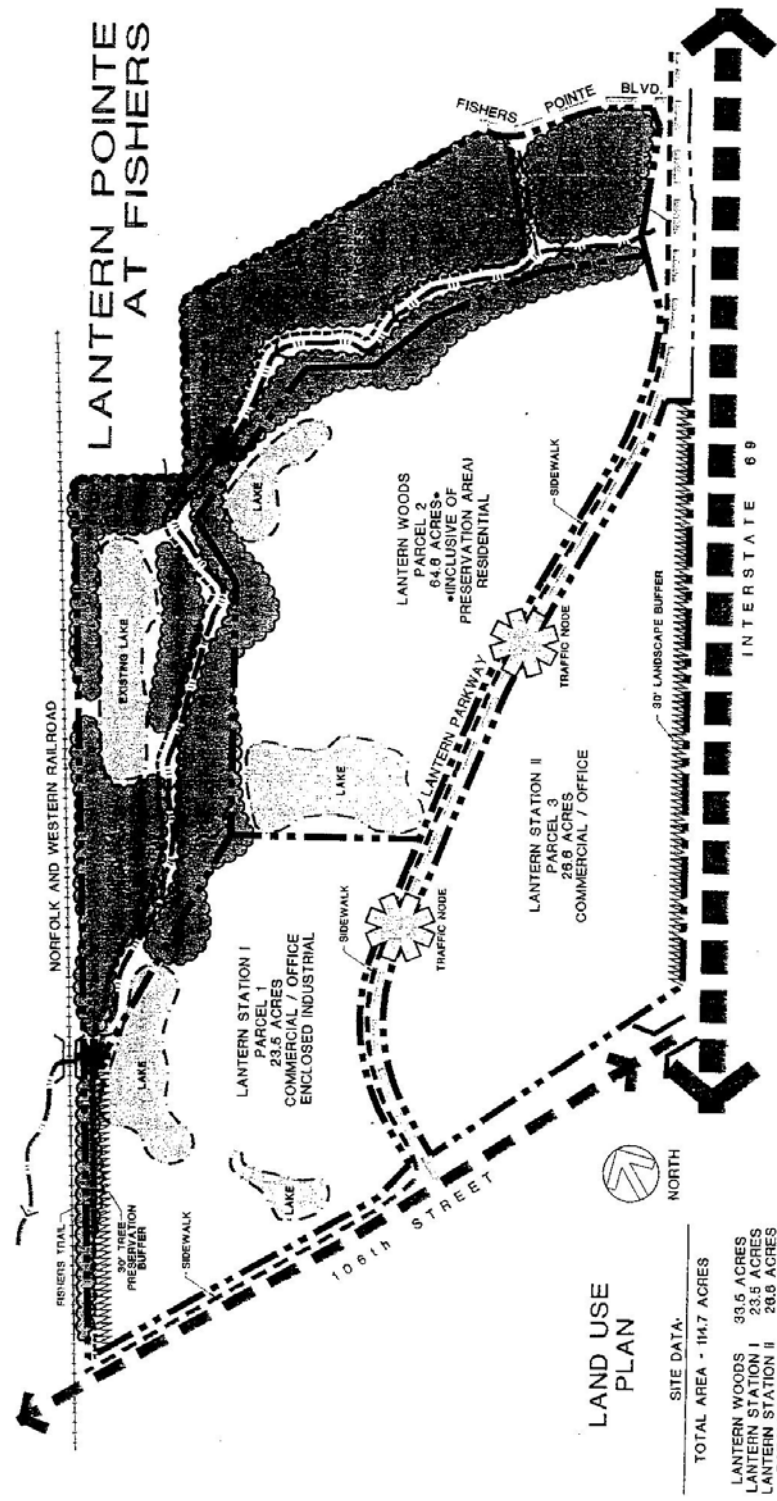 LANTERN POINTE
AT FISHERS
NORFOLK AND WESTERN RAILROAD
FISHERS TRAIL
30' TREE
PRESERVATION
BUFFER
SIDEWALK
106th STREET
LAKE
LAKE
EXISTING LAKE
LAKE
LAKE
LANTERN STATION I
PARCEL 1
23.5 ACRES
COMMERCIAL / OFFICE
ENCLOSED INDUSTRIAL
SIDEWALK
TRAFFIC NODE
LANTERN PARKWAY
LANTERN WOODS
PARCEL 2
64.6 ACRES*
*(INCLUSIVE OF
PRESERVATION AREA)
RESIDENTIAL
SIDEWALK
TRAFFIC NODE
LANTERN STATION II
PARCEL 3
26.6 ACRES
COMMERCIAL / OFFICE
30' LANDSCAPE BUFFER
INTERSTATE 69
FISHERS POINTE BLVD.
NORTH
LAND USE
PLAN
SITE DATA:
TOTAL AREA - 114.7 ACRES
LANTERN WOODS 33.5 ACRES
LANTERN STATION I 23.5 ACRES
LANTERN STATION II 26.6 ACRES